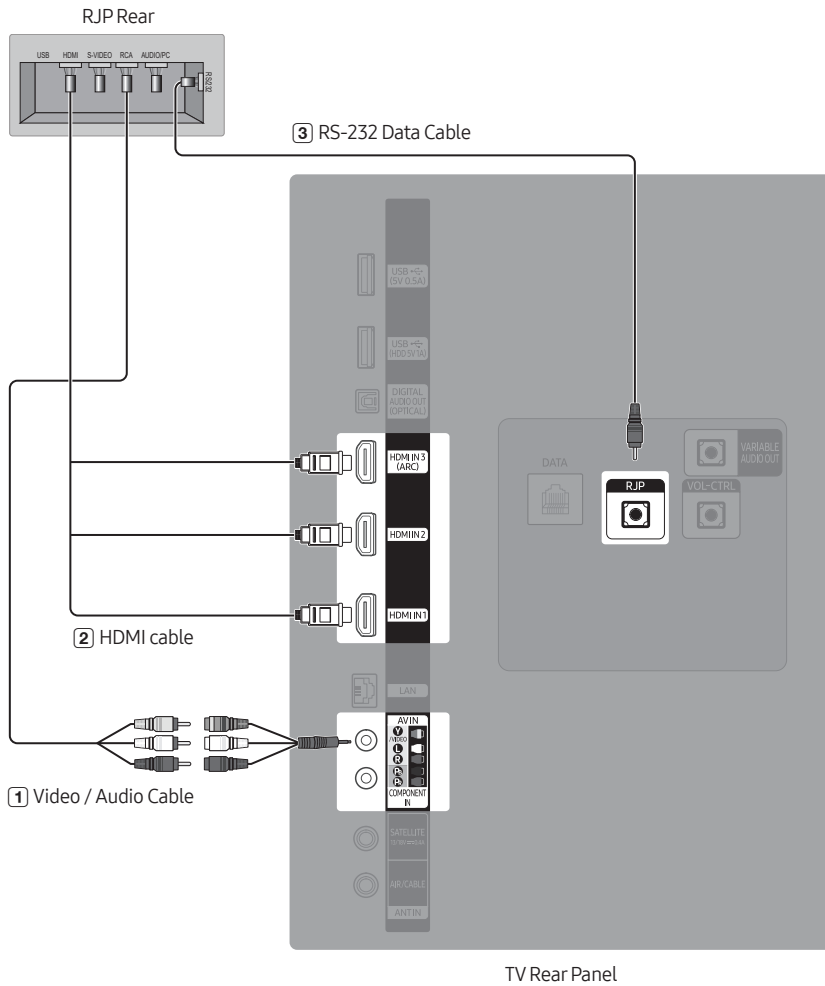 RJP Rear
USB HDMI S-VIDEO RCA AUDIO/PC
RS232
3 RS-232 Data Cable
USB
(5V 0.5A)
USB
(HDD 5V 1A)
DIGITAL
AUDIO OUT
(OPTICAL)
HDMI IN 3
(ARC)
DATA
RJP
VARIABLE
AUDIO OUT
VOL-CTRL
HDMI IN 2
HDMI IN 1
2 HDMI cable
LAN
AV IN
Y
/VIDEO
L
R
PB
PR
COMPONENT
IN
1 Video / Audio Cable
SATELLITE
AIR/CABLE
ANT IN
TV Rear Panel